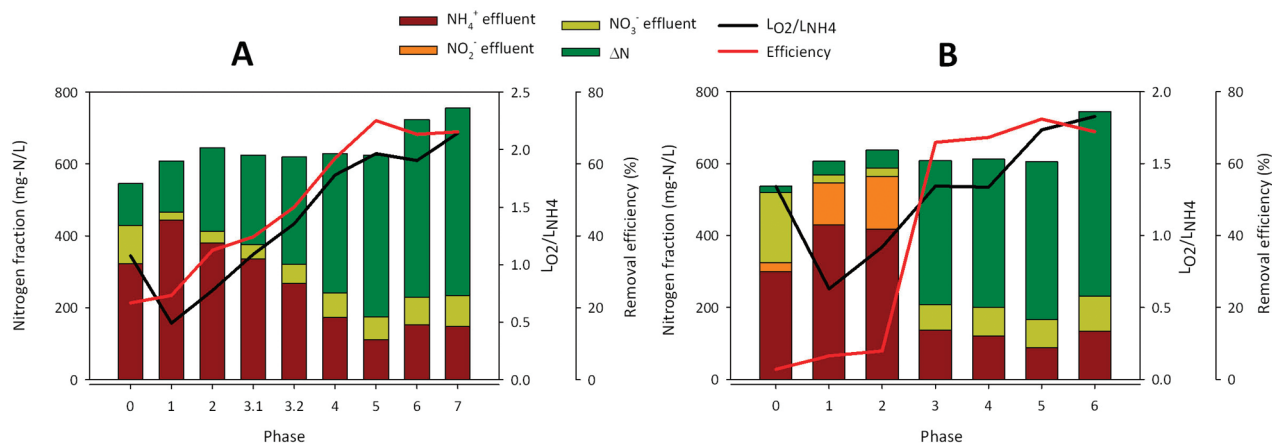 NH₄⁺ effluent
NO₂⁻ effluent
NO₃⁻ effluent
ΔN
LO2/LNH4
Efficiency
A
Nitrogen fraction (mg-N/L)
800
600
400
200
0
2.5
2.0
1.5
1.0
0.5
0.0
LO2/LNH4
80
60
40
20
0
Removal efficiency (%)
0 1 2 3.1 3.2 4 5 6 7
Phase
B
Nitrogen fraction (mg-N/L)
800
600
400
200
0
2.0
1.5
1.0
0.5
0.0
LO2/LNH4
80
60
40
20
0
Removal efficiency (%)
0 1 2 3 4 5 6
Phase